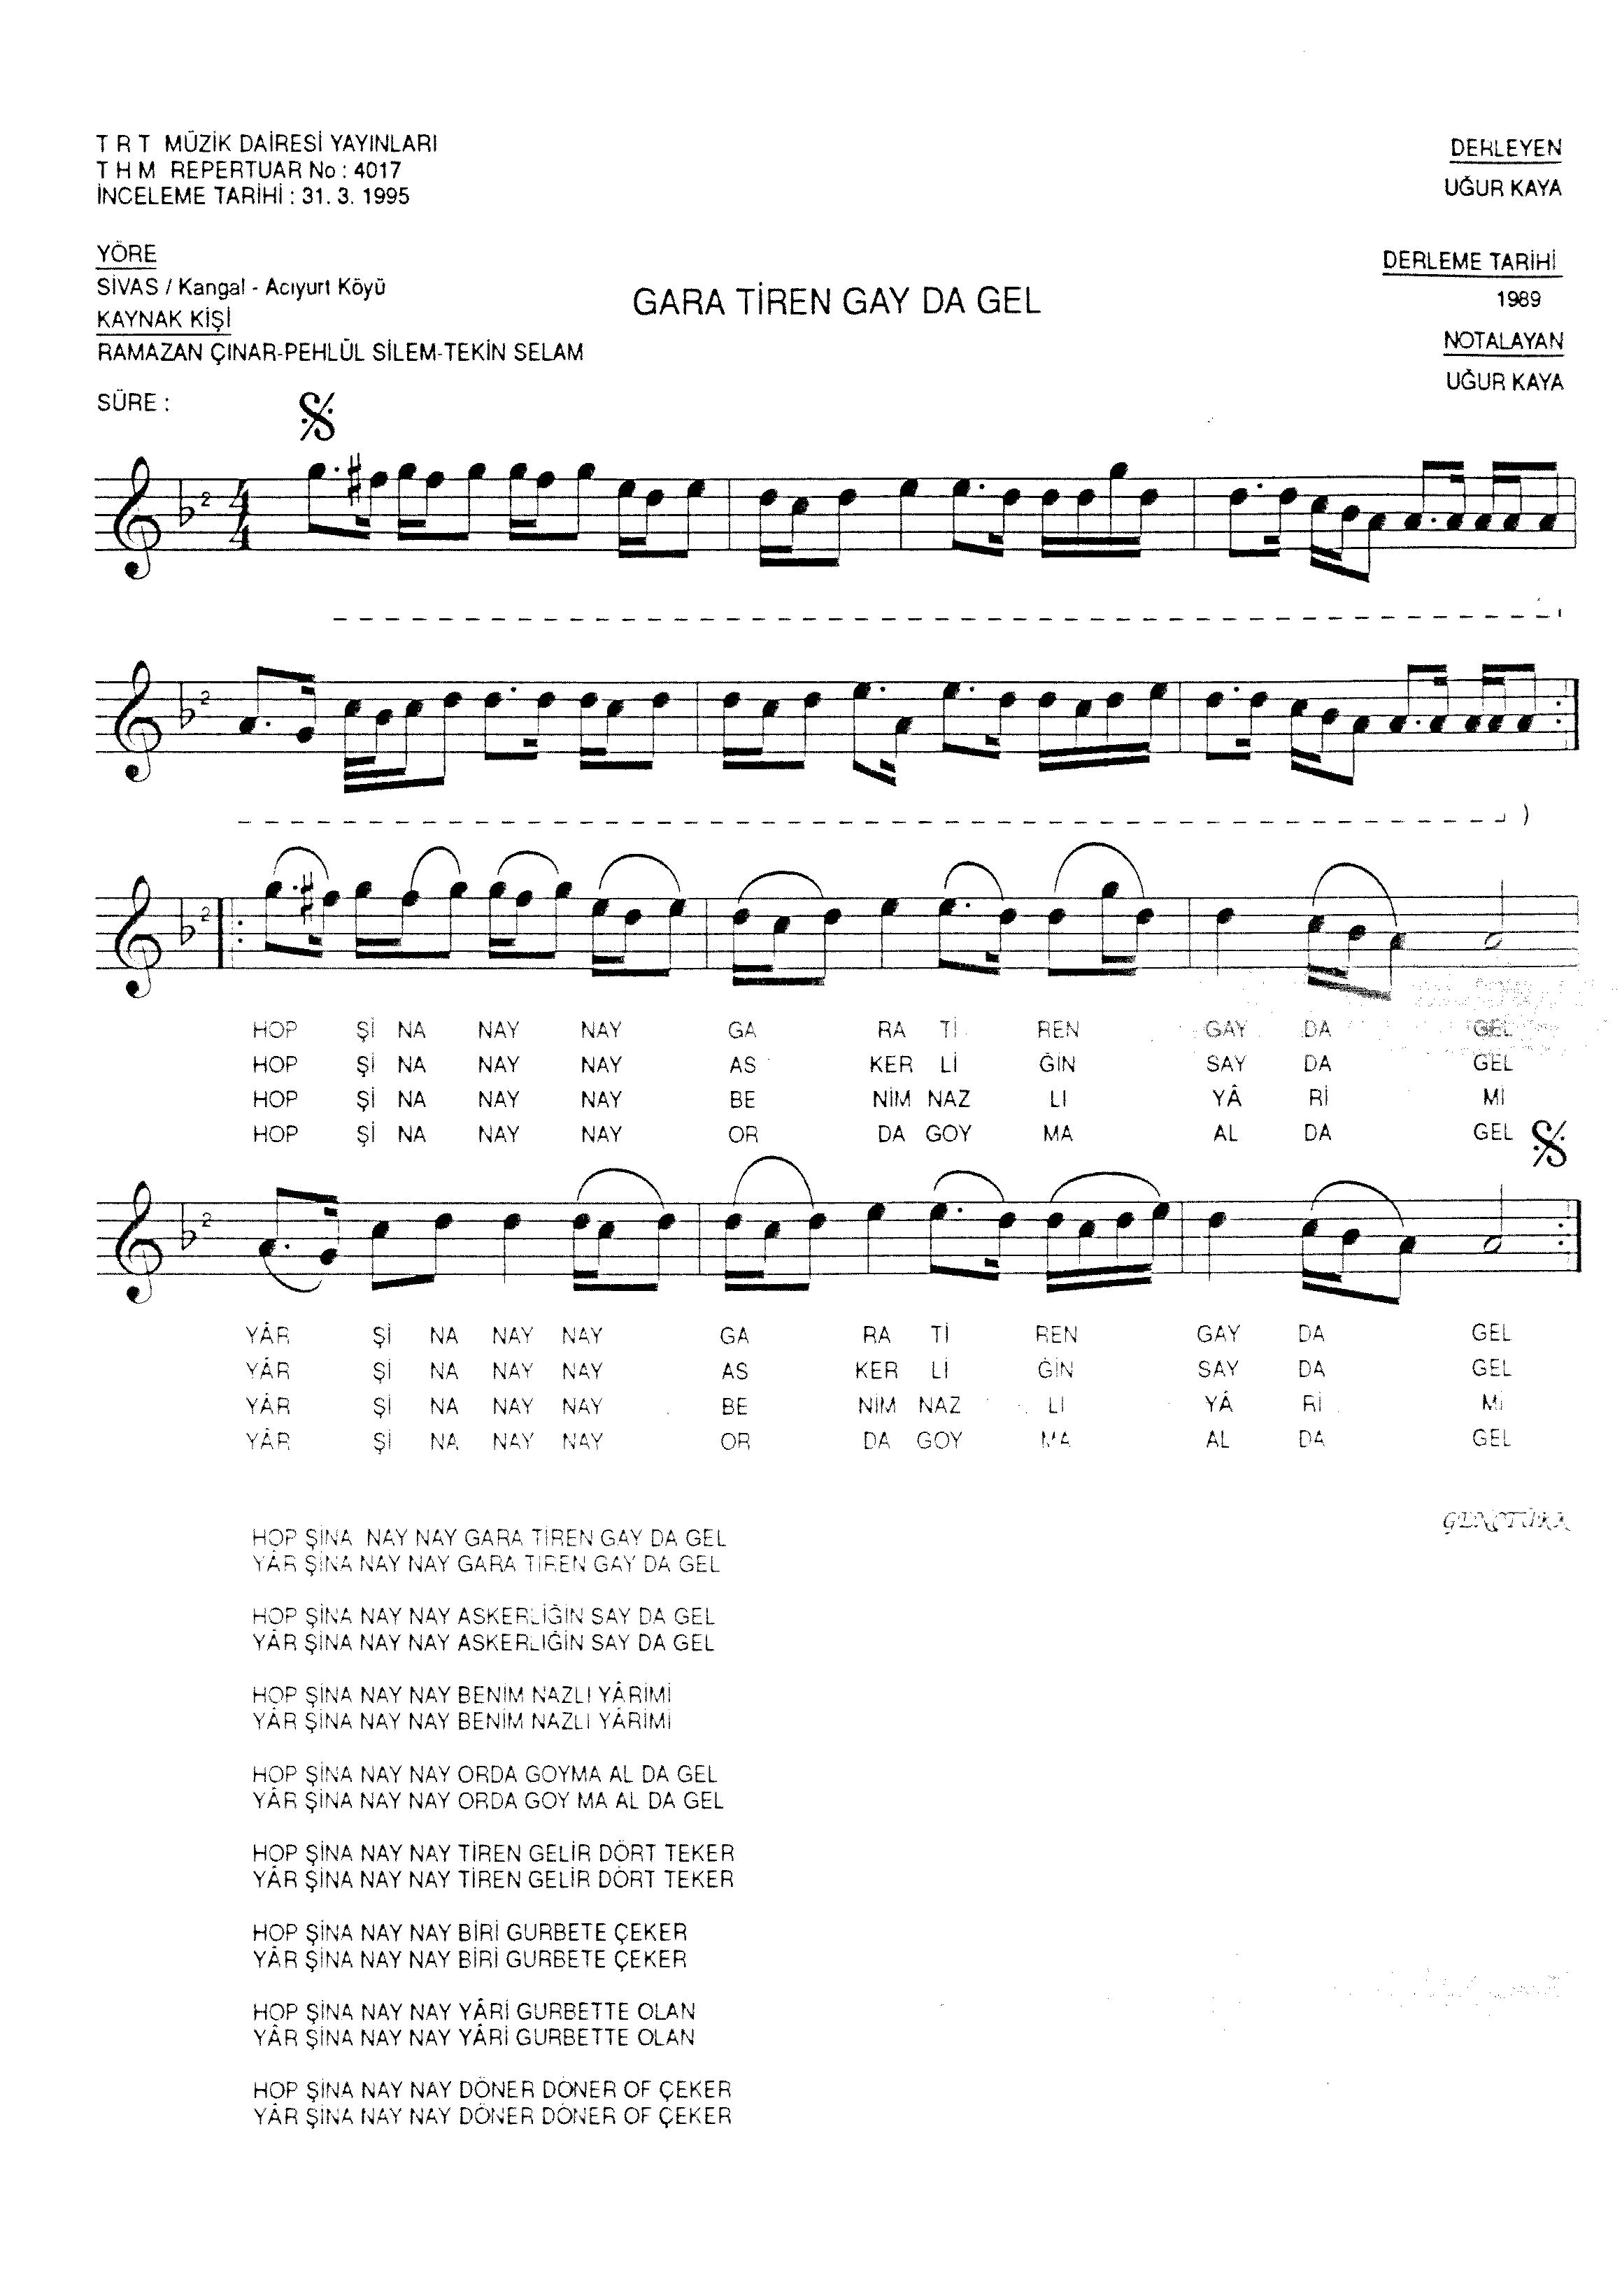 T R T MÜZİK DAİRESİ YAYINLARI
T H M REPERTUAR No : 4017
İNCELEME TARİHİ : 31. 3. 1995
DERLEYEN
UĞUR KAYA
YÖRE
SİVAS / Kangal - Acıyurt Köyü
KAYNAK KİŞİ
RAMAZAN ÇINAR-PEHLÜL SİLEM-TEKİN SELAM
SÜRE :
GARA TİREN GAY DA GEL
DERLEME TARİHİ
1989
NOTALAYAN
UĞUR KAYA
2 4 4
2
2
HOP Şİ NA NAY NAY GA RA Tİ REN GAY DA GEL
HOP Şİ NA NAY NAY AS KER Lİ ĞİN SAY DA GEL
HOP Şİ NA NAY NAY BE NİM NAZ LI YÂ Rİ Mİ
HOP Şİ NA NAY NAY OR DA GOY MA AL DA GEL
2
YÂR Şİ NA NAY NAY GA RA Tİ REN GAY DA GEL
YÂR Şİ NA NAY NAY AS KER Lİ ĞİN SAY DA GEL
YÂR Şİ NA NAY NAY BE NİM NAZ LI YÂ Rİ Mİ
YÂR Şİ NA NAY NAY OR DA GOY MA AL DA GEL
GENÇTÜRK
HOP ŞİNA NAY NAY GARA TİREN GAY DA GEL
YÂR ŞİNA NAY NAY GARA TİREN GAY DA GEL
HOP ŞİNA NAY NAY ASKERLİĞİN SAY DA GEL
YÂR ŞİNA NAY NAY ASKERLİĞİN SAY DA GEL
HOP ŞİNA NAY NAY BENİM NAZLI YÂRİMİ
YÂR ŞİNA NAY NAY BENİM NAZLI YÂRİMİ
HOP ŞİNA NAY NAY ORDA GOYMA AL DA GEL
YÂR ŞİNA NAY NAY ORDA GOY MA AL DA GEL
HOP ŞİNA NAY NAY TİREN GELİR DÖRT TEKER
YÂR ŞİNA NAY NAY TİREN GELİR DÖRT TEKER
HOP ŞİNA NAY NAY BİRİ GURBETE ÇEKER
YÂR ŞİNA NAY NAY BİRİ GURBETE ÇEKER
HOP ŞİNA NAY NAY YÂRİ GURBETTE OLAN
YÂR ŞİNA NAY NAY YÂRİ GURBETTE OLAN
HOP ŞİNA NAY NAY DÖNER DÖNER OF ÇEKER
YÂR ŞİNA NAY NAY DÖNER DÖNER OF ÇEKER